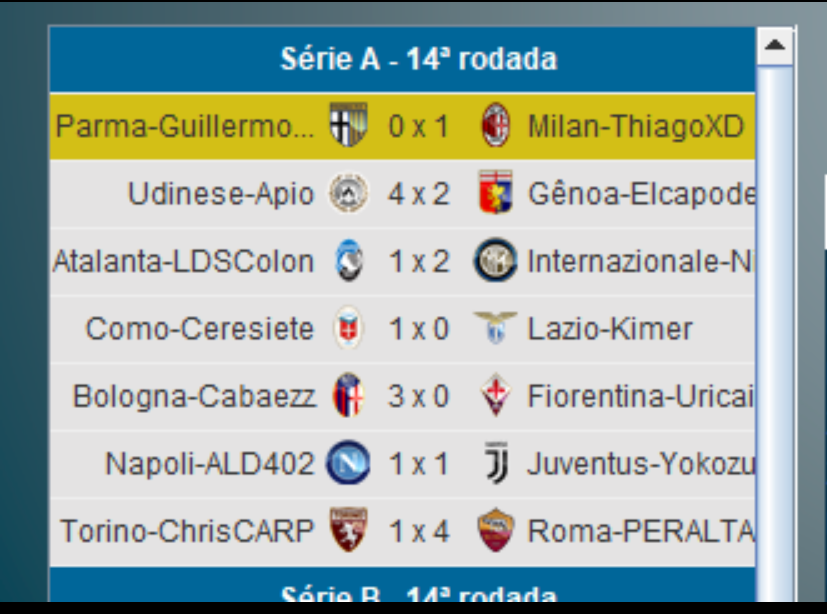 Série A - 14ª rodada
Parma-Guillermo... 0 x 1 Milan-ThiagoXD
Udinese-Apio 4 x 2 Gênoa-Elcapode
Atalanta-LDSColon 1 x 2 Internazionale-Ni
Como-Ceresiete 1 x 0 Lazio-Kimer
Bologna-Cabaezz 3 x 0 Fiorentina-Uricai
Napoli-ALD402 1 x 1 Juventus-Yokozu
Torino-ChrisCARP 1 x 4 Roma-PERALTA
Série B - 14ª rodada